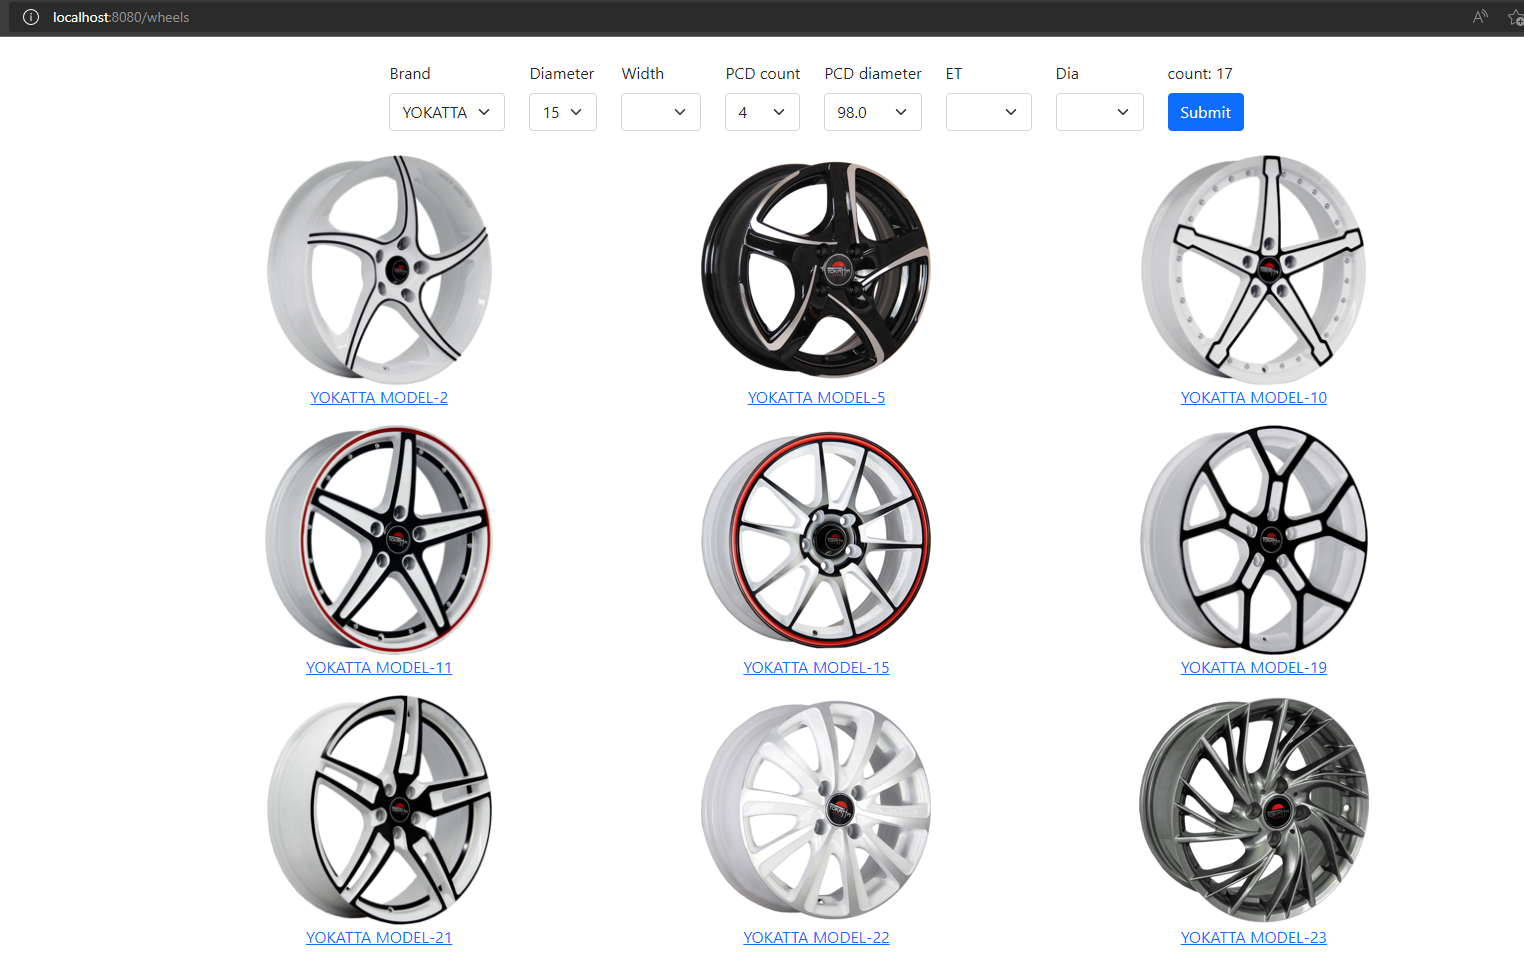 localhost:8080/wheels
Brand Diameter Width PCD count PCD diameter ET Dia count: 17
YOKATTA 15 4 98.0 Submit
YOKATTA MODEL-2 YOKATTA MODEL-5 YOKATTA MODEL-10
YOKATTA MODEL-11 YOKATTA MODEL-15 YOKATTA MODEL-19
YOKATTA MODEL-21 YOKATTA MODEL-22 YOKATTA MODEL-23